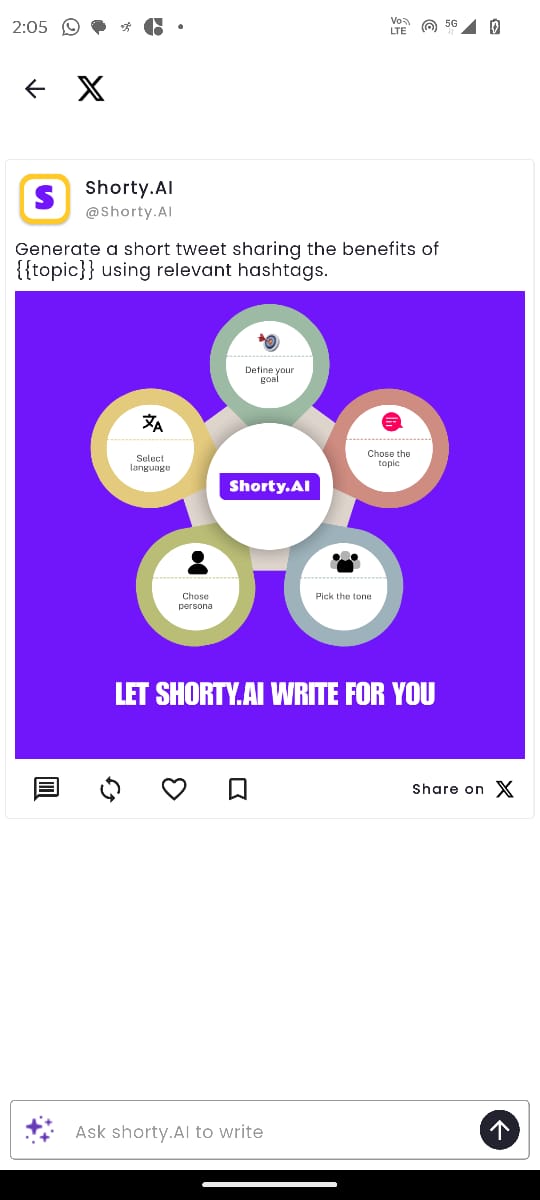 2:05
Vo))
LTE
5G
Shorty.AI
@Shorty.AI
Generate a short tweet sharing the benefits of
{{topic}} using relevant hashtags.
Define your
goal
Select
language
Chose the
topic
Shorty.AI
Chose
persona
Pick the tone
LET SHORTY.AI WRITE FOR YOU
Share on X
Ask shorty.AI to write